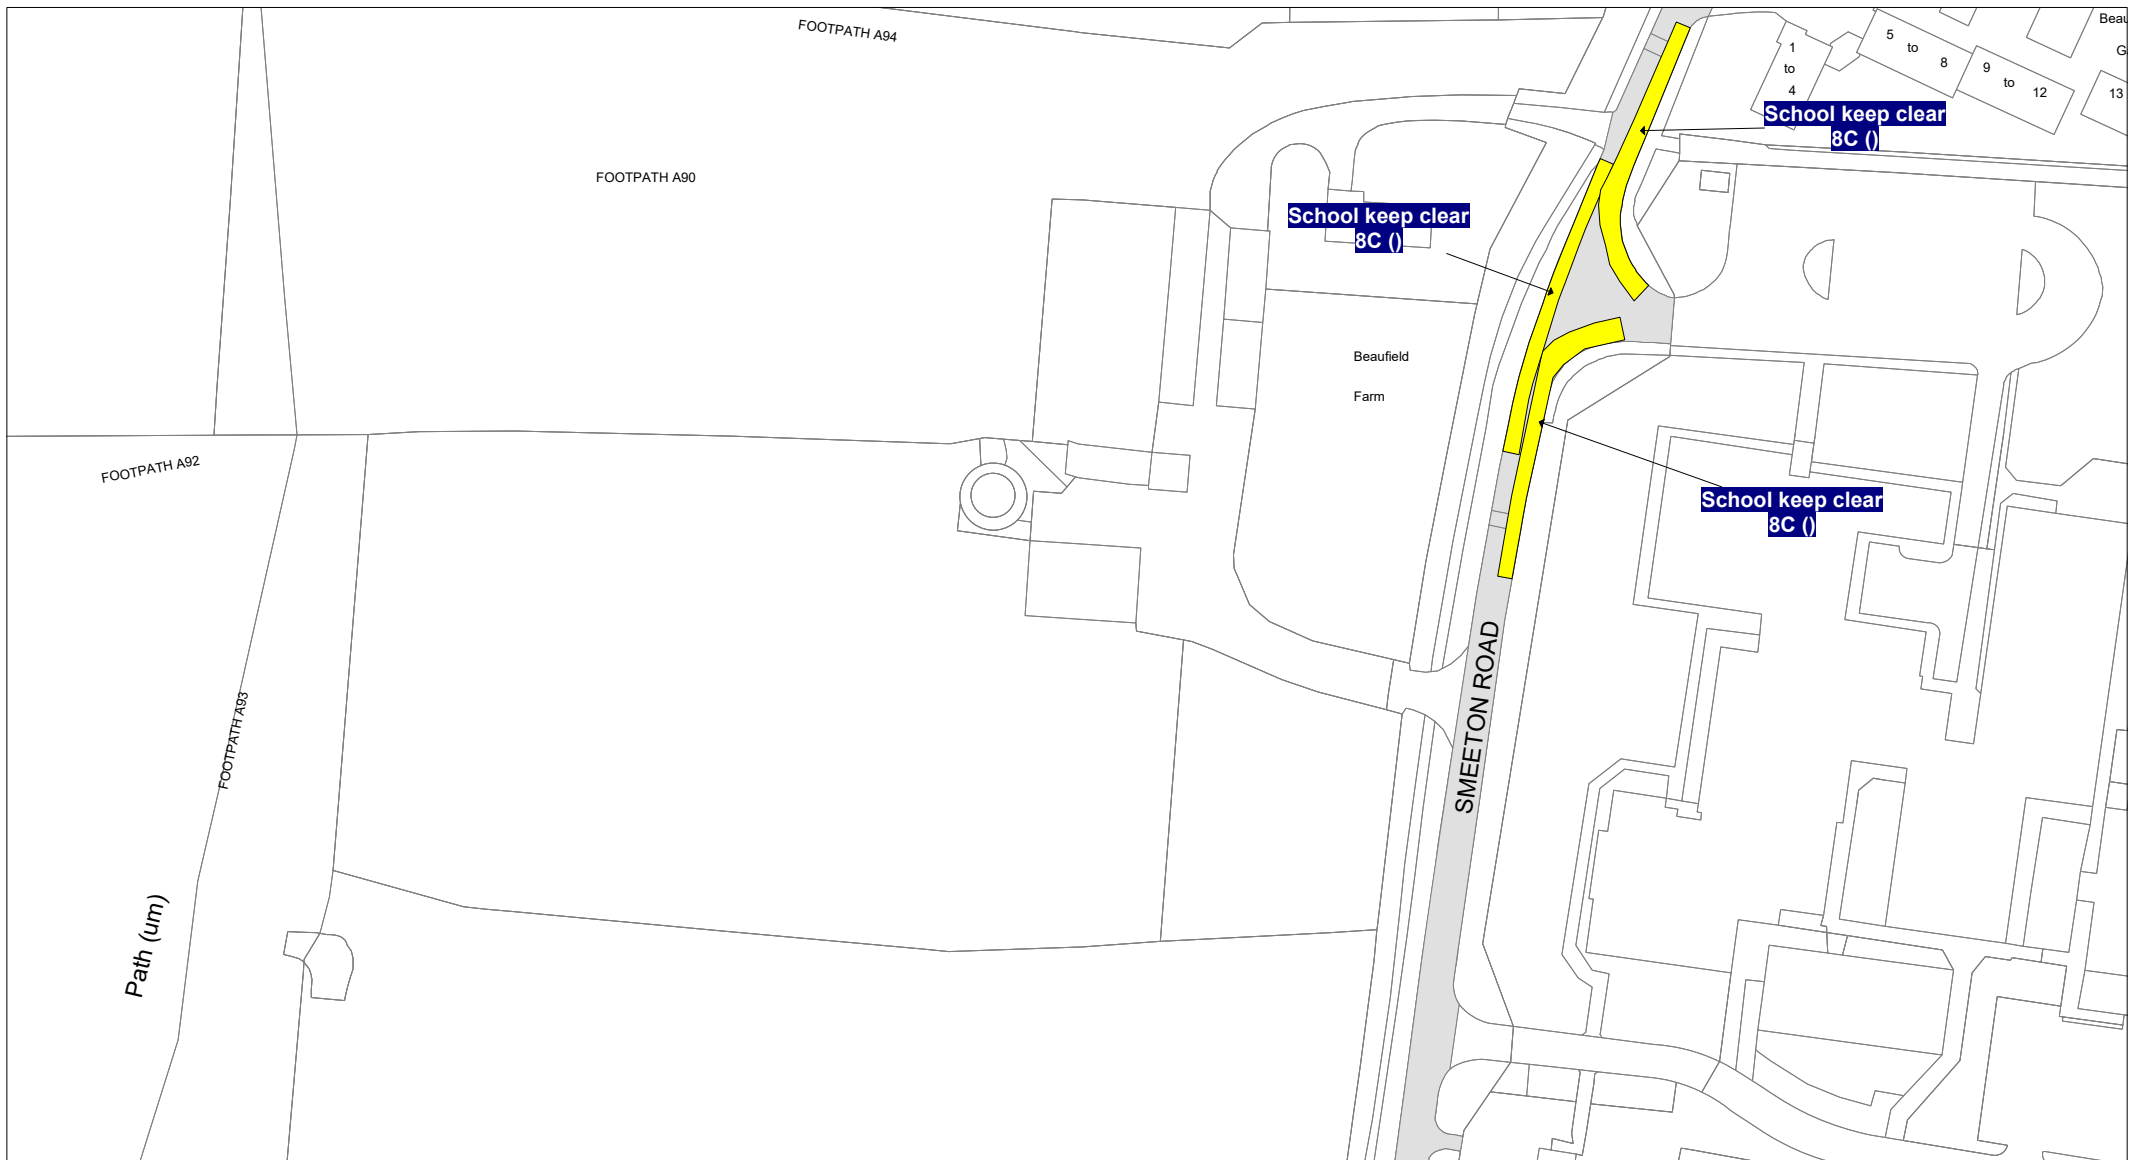 FOOTPATH A94
Beau
G
5
to
8
1
to
4
9
to
12
13
School keep clear
8C ()
FOOTPATH A90
School keep clear
8C ()
Beaufield
Farm
FOOTPATH A92
School keep clear
8C ()
SMEETON ROAD
FOOTPATH A93
Path (um)